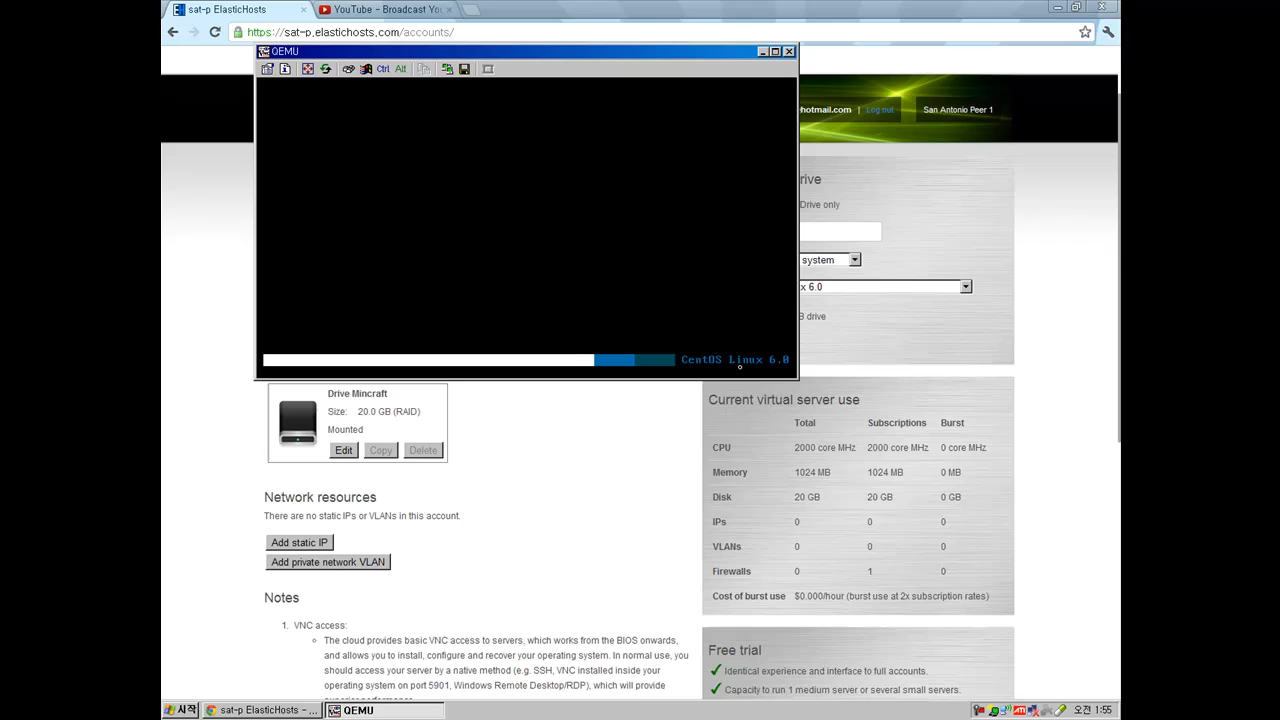 sat-p ElasticHosts
YouTube - Broadcast You
https://sat-p.elastichosts.com/accounts/
QEMU
Ctrl Alt
@hotmail.com | Log out
San Antonio Peer 1
rive
Drive only
system
x 6.0
B drive
CentOS Linux 6.0
Drive Mincraft
Size: 20.0 GB (RAID)
Mounted
Edit Copy Delete
Network resources
There are no static IPs or VLANs in this account.
Add static IP
Add private network VLAN
Notes
1. VNC access:
The cloud provides basic VNC access to servers, which works from the BIOS onwards,
and allows you to install, configure and recover your operating system. In normal use, you
should access your server by a native method (e.g. SSH, VNC installed inside your
operating system on port 5901, Windows Remote Desktop/RDP), which will provide
Current virtual server use
Total Subscriptions Burst
CPU 2000 core MHz 2000 core MHz 0 core MHz
Memory 1024 MB 1024 MB 0 MB
Disk 20 GB 20 GB 0 GB
IPs 0 0 0
VLANs 0 0 0
Firewalls 0 1 0
Cost of burst use $0.000/hour (burst use at 2x subscription rates)
Free trial
Identical experience and interface to full accounts.
Capacity to run 1 medium server or several small servers.
시작
sat-p ElasticHosts - ...
QEMU
오전 1:55